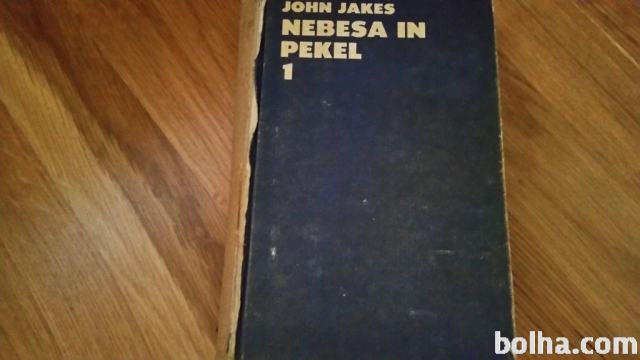 JOHN JAKES
NEBESA IN
PEKEL
1
bolha.com